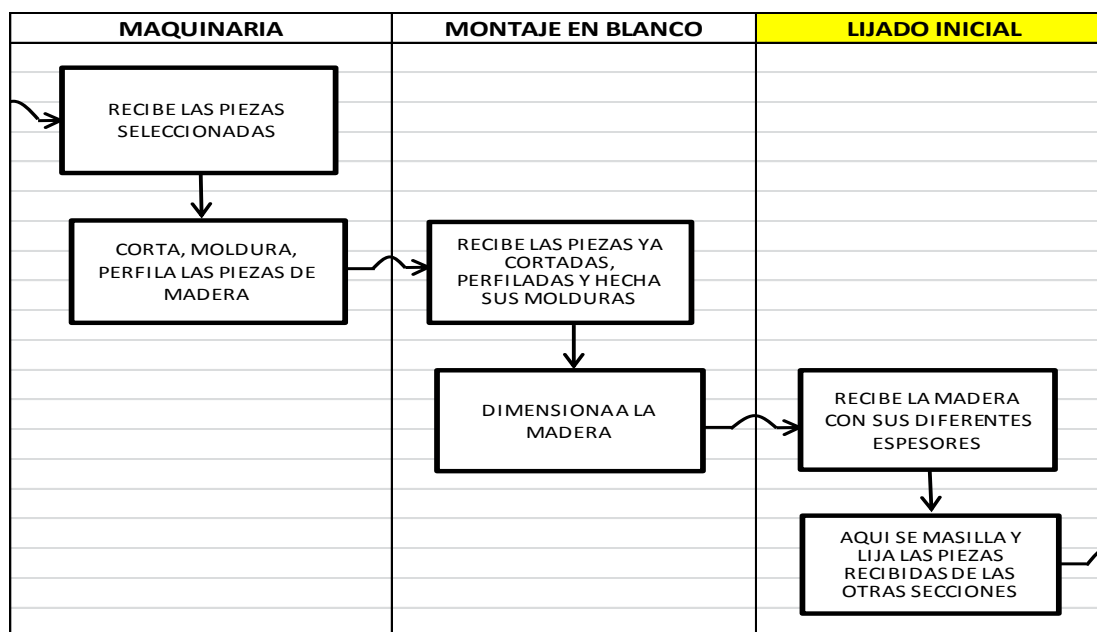 MAQUINARIA
MONTAJE EN BLANCO
LIJADO INICIAL
RECIBE LAS PIEZAS
SELECCIONADAS
CORTA, MOLDURA,
PERFILA LAS PIEZAS DE
MADERA
RECIBE LAS PIEZAS YA
CORTADAS,
PERFILADAS Y HECHA
SUS MOLDURAS
DIMENSIONA A LA
MADERA
RECIBE LA MADERA
CON SUS DIFERENTES
ESPESORES
AQUI SE MASILLA Y
LIJA LAS PIEZAS
RECIBIDAS DE LAS
OTRAS SECCIONES